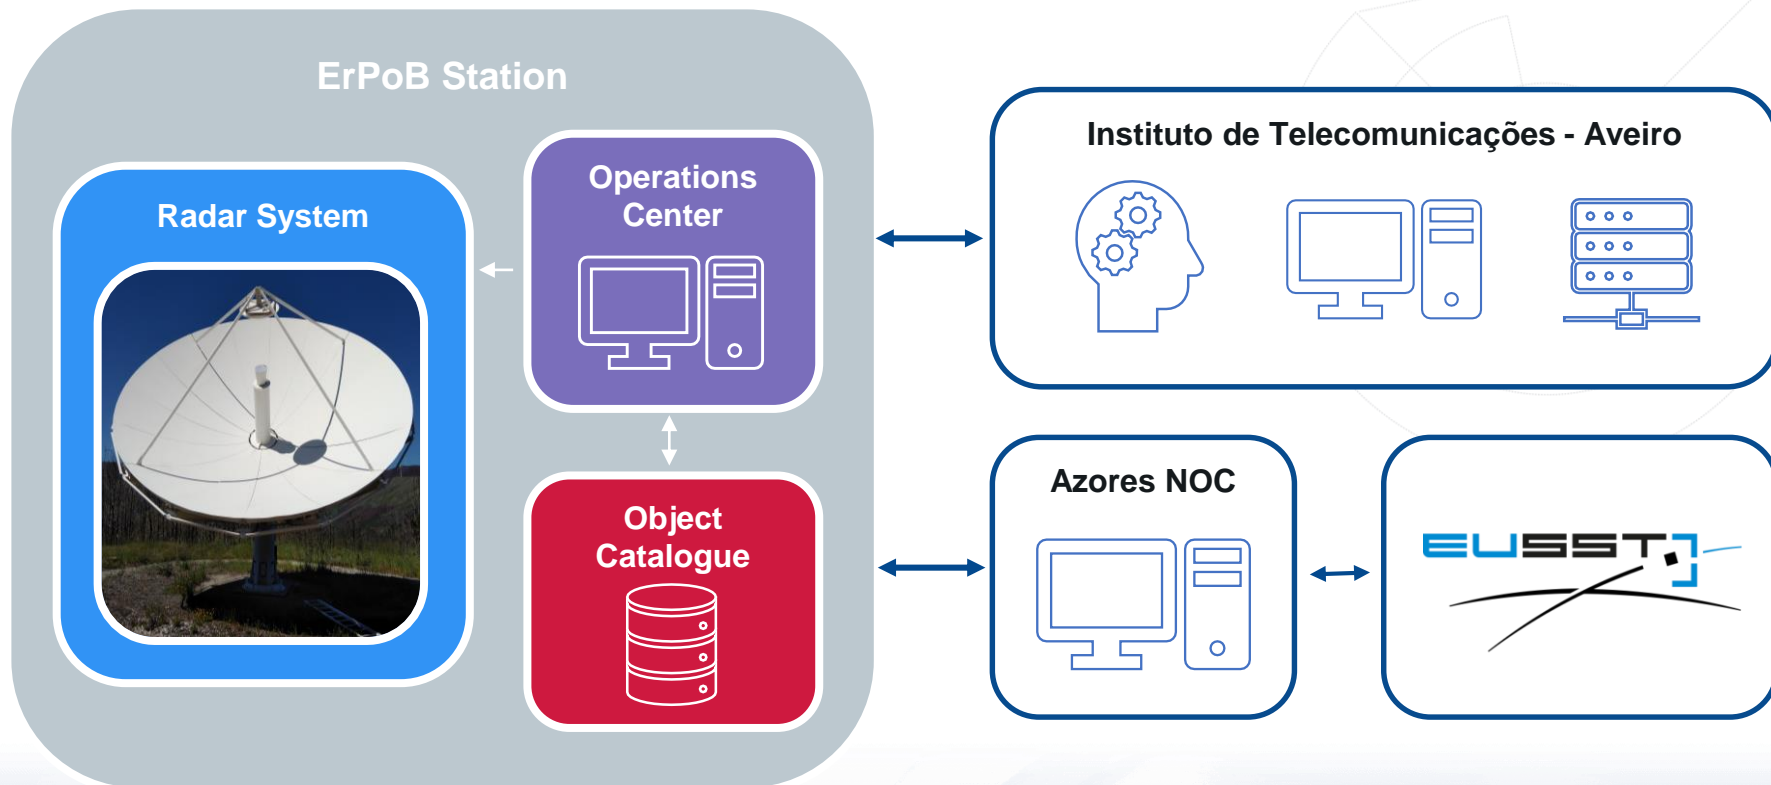 ErPoB Station
Radar System
Operations
Center
Object
Catalogue
Instituto de Telecomunicações - Aveiro
Azores NOC
EUSST